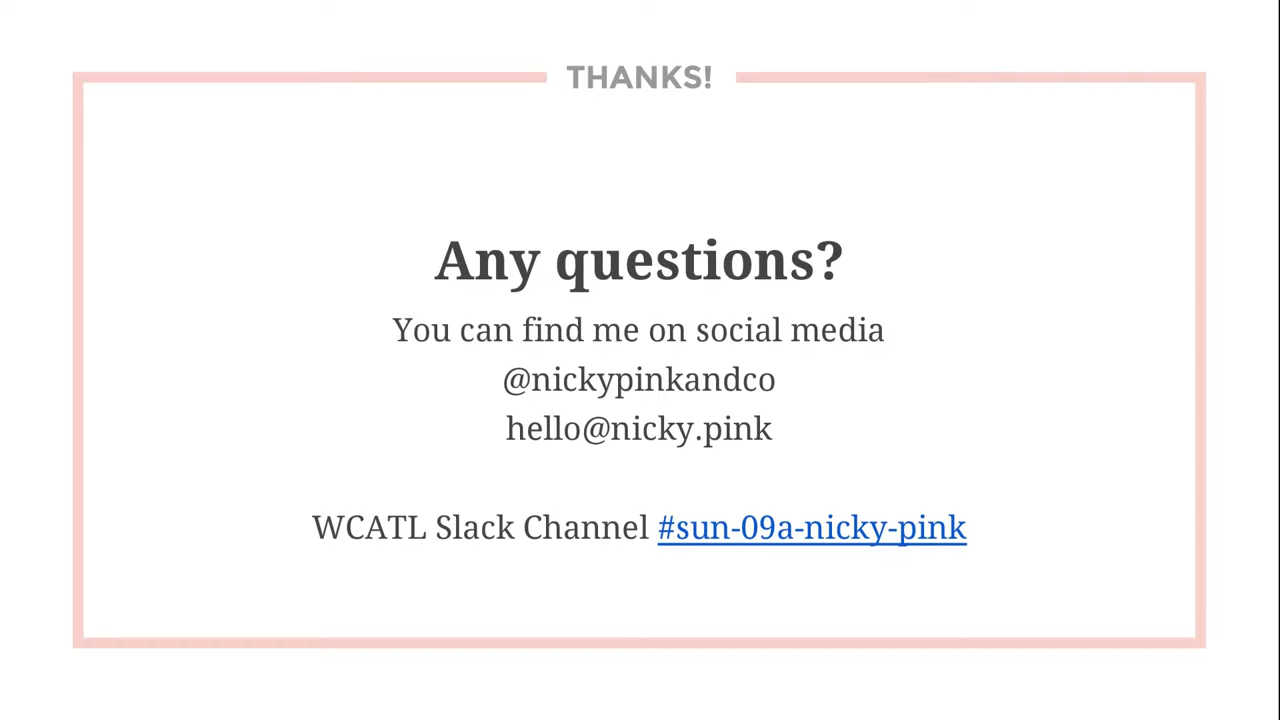 THANKS!
Any questions?
You can find me on social media
@nickypinkandco
hello@nicky.pink
WCATL Slack Channel #sun-09a-nicky-pink